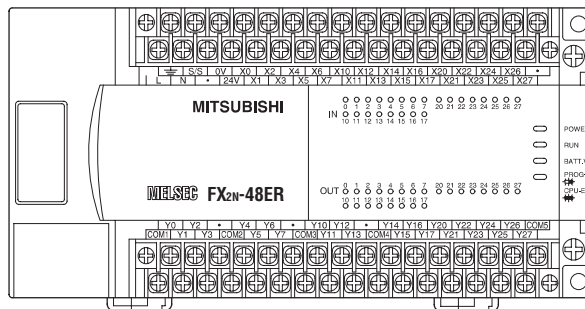 ⏚ S/S 0V X0 X2 X4 X6 X10 X12 X14 X16 X20 X22 X24 X26 •
L N • 24V X1 X3 X5 X7 X11 X13 X15 X17 X21 X23 X25 X27
MITSUBISHI
0 1 2 3 4 5 6 7 20 21 22 23 24 25 26 27
IN
10 11 12 13 14 15 16 17
POWE
RUN
BATT.V
PROG-
CPU-E
MELSEC FX2N-48ER
0 1 2 3 4 5 6 7 20 21 22 23 24 25 26 27
OUT
10 11 12 13 14 15 16 17
Y0 Y2 • Y4 Y6 • Y10 Y12 • Y14 Y16 Y20 Y22 Y24 Y26 COM5
COM1 Y1 Y3 COM2 Y5 Y7 COM3 Y11 Y13 COM4 Y15 Y17 Y21 Y23 Y25 Y27